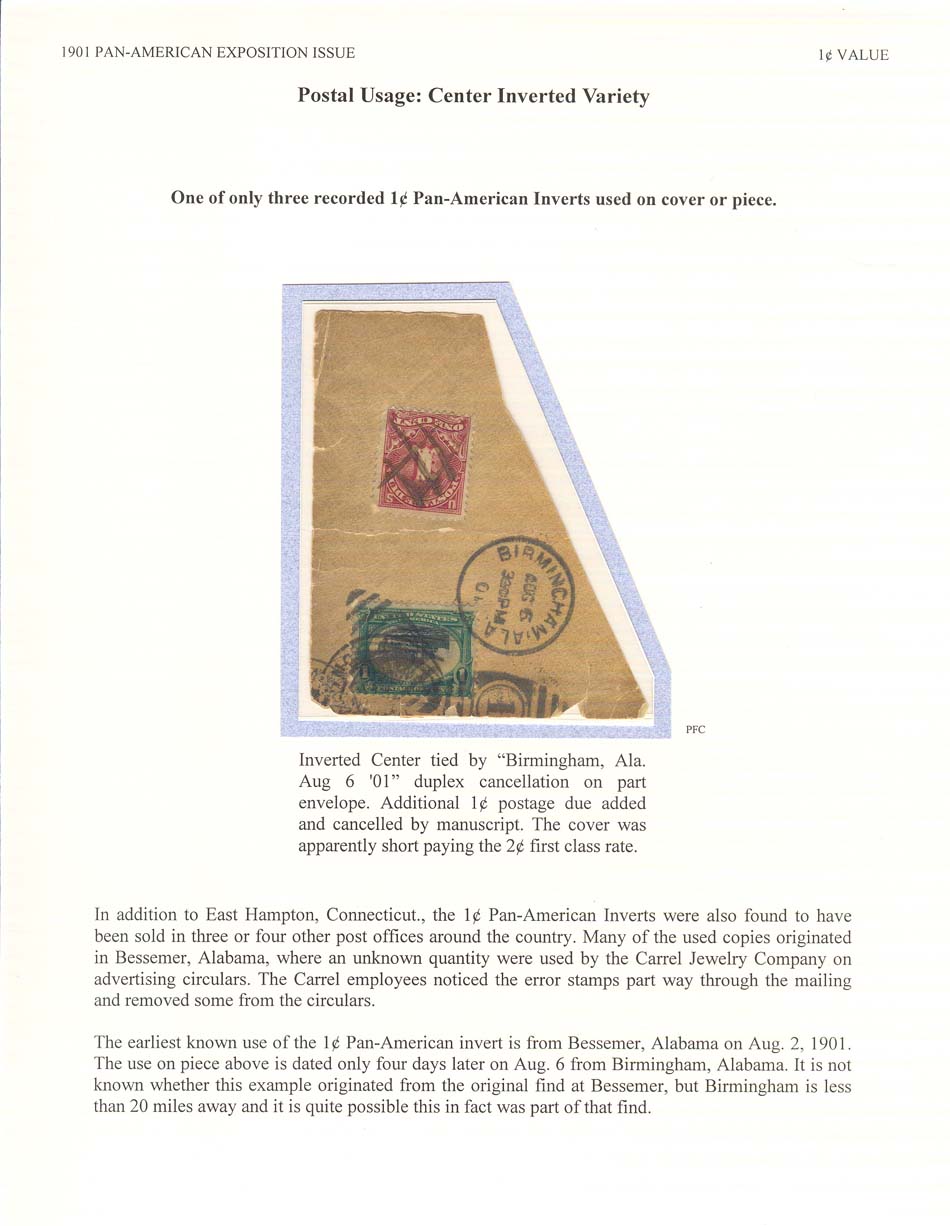 1901 PAN-AMERICAN EXPOSITION ISSUE
1¢ VALUE
Postal Usage: Center Inverted Variety
One of only three recorded 1¢ Pan-American Inverts used on cover or piece.
ONE CENT
BIRMINGHAM, ALA.
AUG 6
330PM
01
UNITED STATES
1
PFC
Inverted Center tied by “Birmingham, Ala.
Aug 6 '01” duplex cancellation on part
envelope. Additional 1¢ postage due added
and cancelled by manuscript. The cover was
apparently short paying the 2¢ first class rate.
In addition to East Hampton, Connecticut., the 1¢ Pan-American Inverts were also found to have
been sold in three or four other post offices around the country. Many of the used copies originated
in Bessemer, Alabama, where an unknown quantity were used by the Carrel Jewelry Company on
advertising circulars. The Carrel employees noticed the error stamps part way through the mailing
and removed some from the circulars.
The earliest known use of the 1¢ Pan-American invert is from Bessemer, Alabama on Aug. 2, 1901.
The use on piece above is dated only four days later on Aug. 6 from Birmingham, Alabama. It is not
known whether this example originated from the original find at Bessemer, but Birmingham is less
than 20 miles away and it is quite possible this in fact was part of that find.